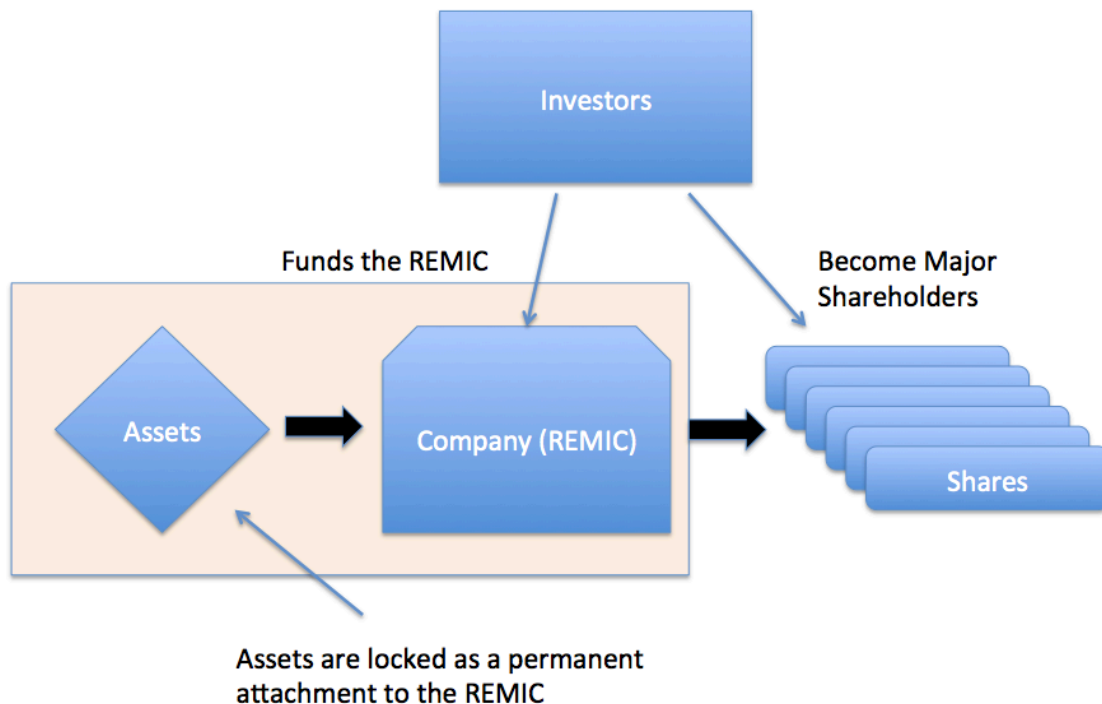 Investors
Funds the REMIC
Become Major
Shareholders
Assets
Company (REMIC)
Shares
Assets are locked as a permanent
attachment to the REMIC